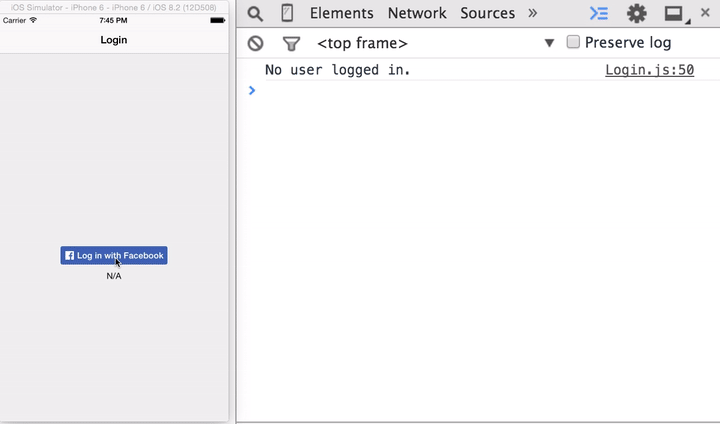 iOS Simulator - iPhone 6 - iPhone 6 / iOS 8.2 (12D508)
Carrier 7:45 PM
Login
Log in with Facebook
N/A
Elements Network Sources »
<top frame> ▼ Preserve log
No user logged in. Login.js:50
>